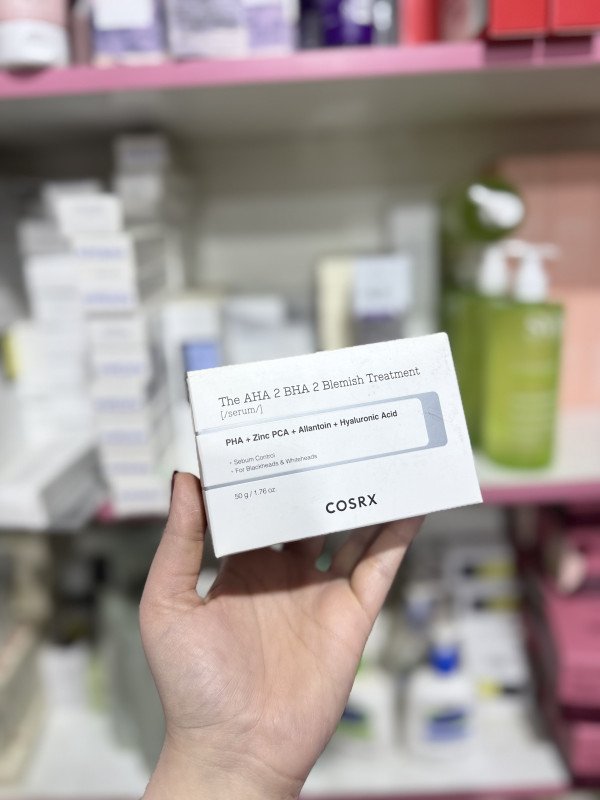 The AHA 2 BHA 2 Blemish Treatment
[/serum/]
PHA + Zinc PCA + Allantoin + Hyaluronic Acid
• Sebum Control
• For Blackheads & Whiteheads
50 g / 1.76 oz.
COSRX